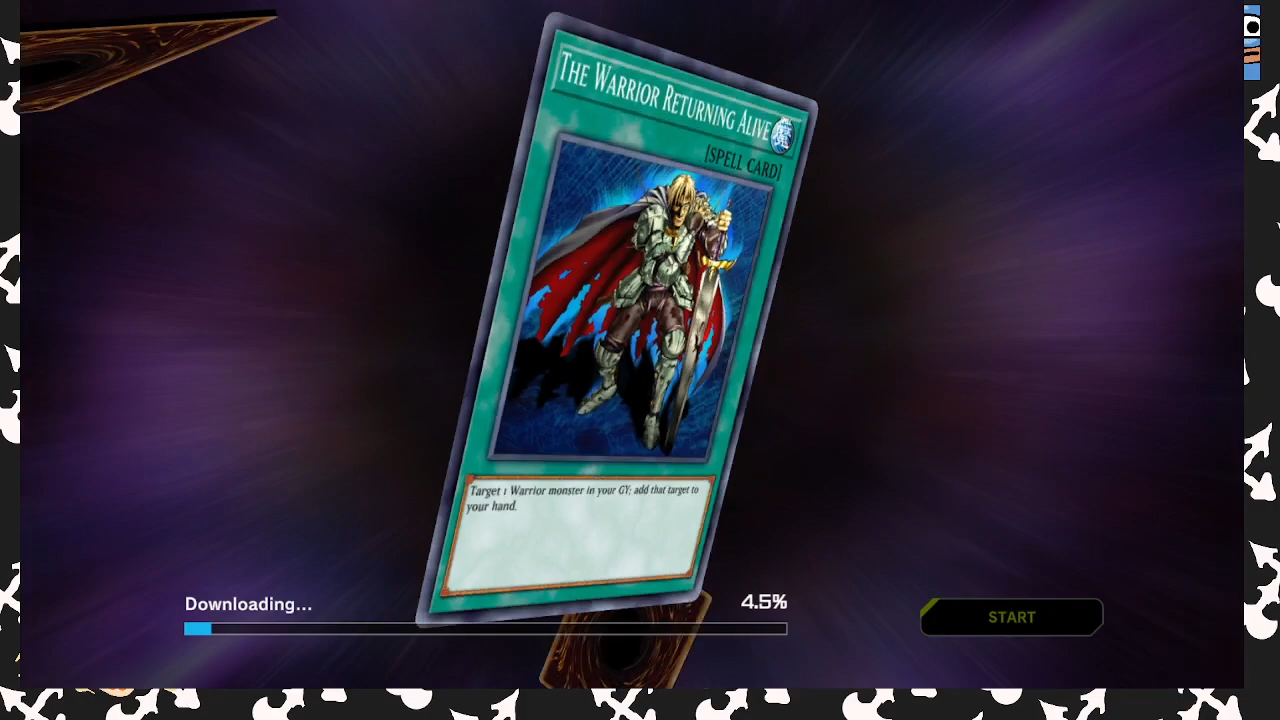 THE WARRIOR RETURNING ALIVE
[SPELL CARD]
Target 1 Warrior monster in your GY; add that target to
your hand.
Downloading...
4.5%
START